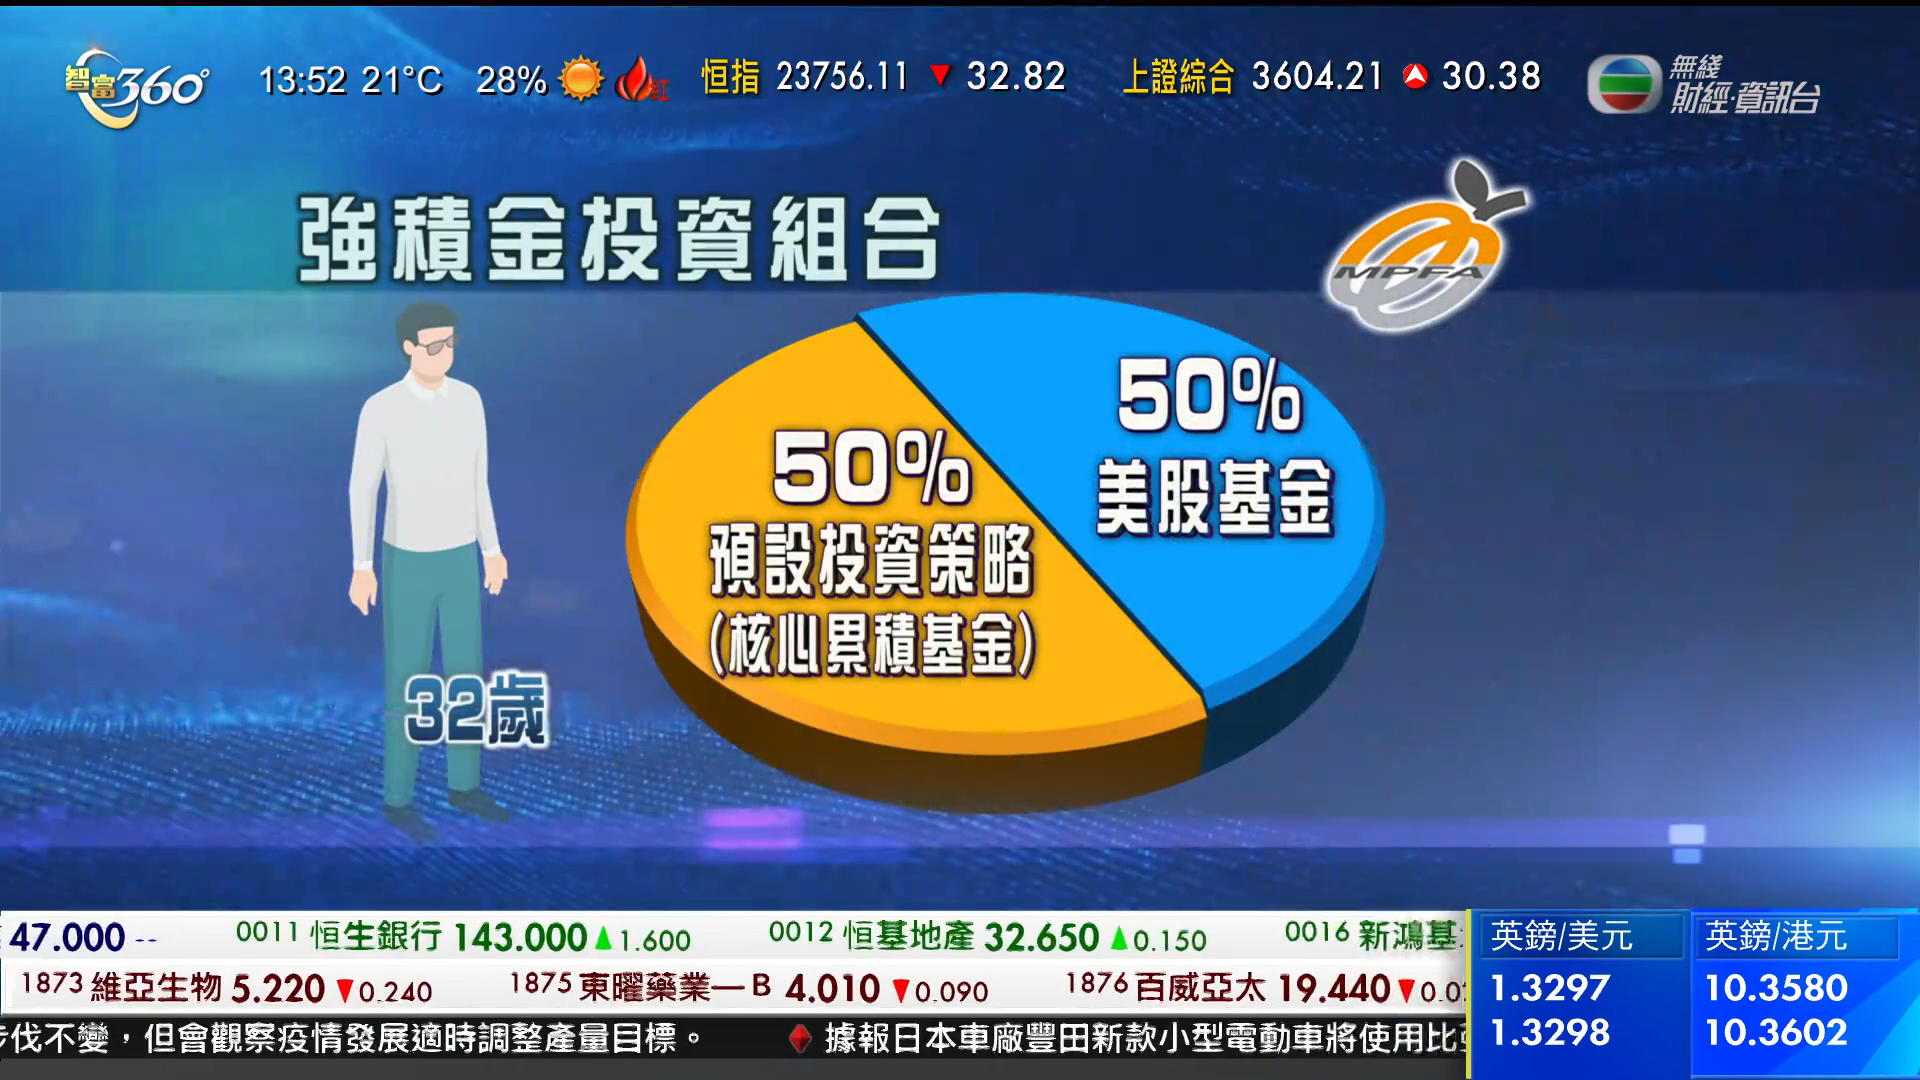 智富360°
13:52 21°C 28% 紅
恒指 23756.11 ▼ 32.82
上證綜合 3604.21 ▲ 30.38
無綫
財經·資訊台
強積金投資組合
MPFA
50%
美股基金
50%
預設投資策略
(核心累積基金)
32歲
47.000 --
0011 恒生銀行 143.000 ▲ 1.600
0012 恒基地產 32.650 ▲ 0.150
0016 新鴻基
1873 維亞生物 5.220 ▼ 0.240
1875 東曜藥業—B 4.010 ▼ 0.090
1876 百威亞太 19.440 ▼ 0.0
伐不變，但會觀察疫情發展適時調整產量目標。
據報日本車廠豐田新款小型電動車將使用比
英鎊/美元
1.3297
1.3298
英鎊/港元
10.3580
10.3602